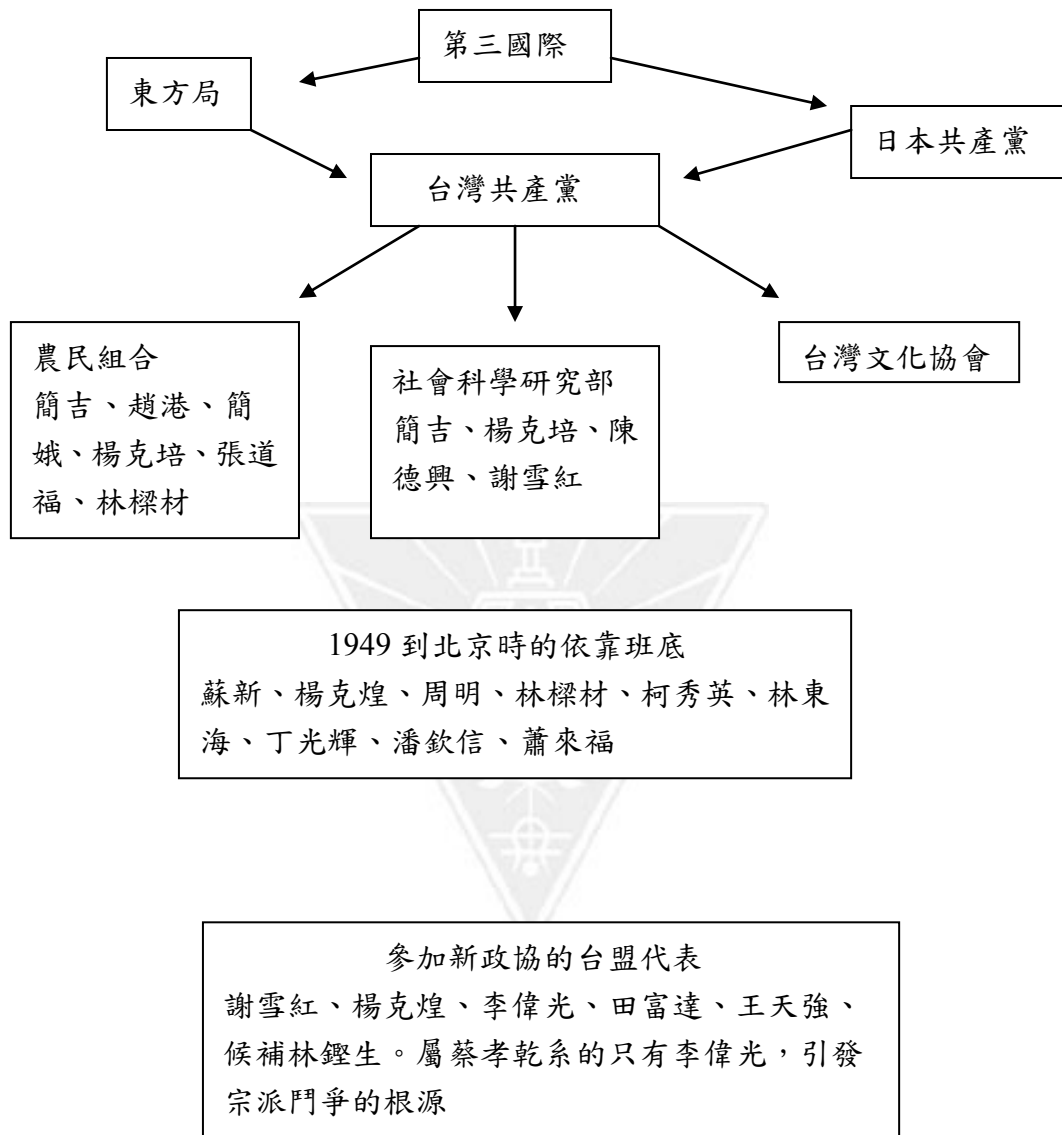 第三國際
東方局
日本共產黨
台灣共產黨
農民組合
簡吉、趙港、簡
娥、楊克培、張道
福、林樑材
社會科學研究部
簡吉、楊克培、陳
德興、謝雪紅
台灣文化協會
1949 到北京時的依靠班底
蘇新、楊克煌、周明、林樑材、柯秀英、林東
海、丁光輝、潘欽信、蕭來福
參加新政協的台盟代表
謝雪紅、楊克煌、李偉光、田富達、王天強、
候補林鏗生。屬蔡孝乾系的只有李偉光，引發
宗派鬥爭的根源